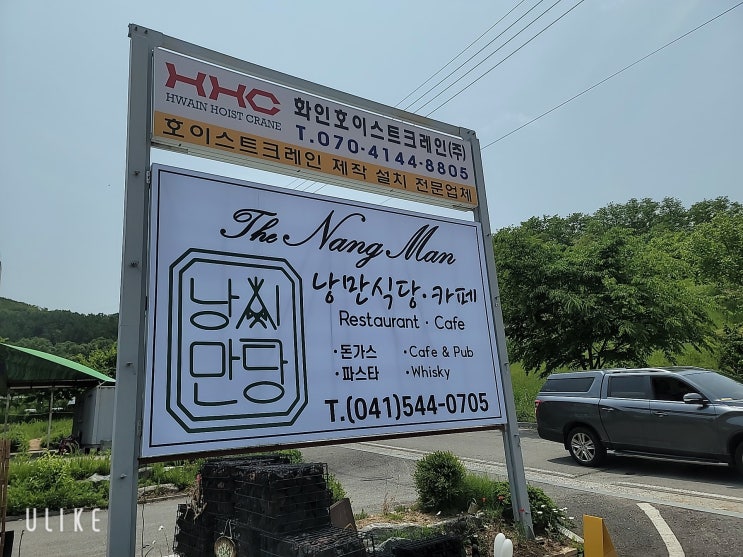 HHC
HWAIN HOIST CRANE
화인호이스트크레인(주)
T.070-4144-8805
호이스트크레인 제작 설치 전문업체
The Nang Man
낭만식당·카페
Restaurant · Cafe
·돈가스 ·Cafe & Pub
·파스타 ·Whisky
T.(041)544-0705
낭시
만당
ULIKE